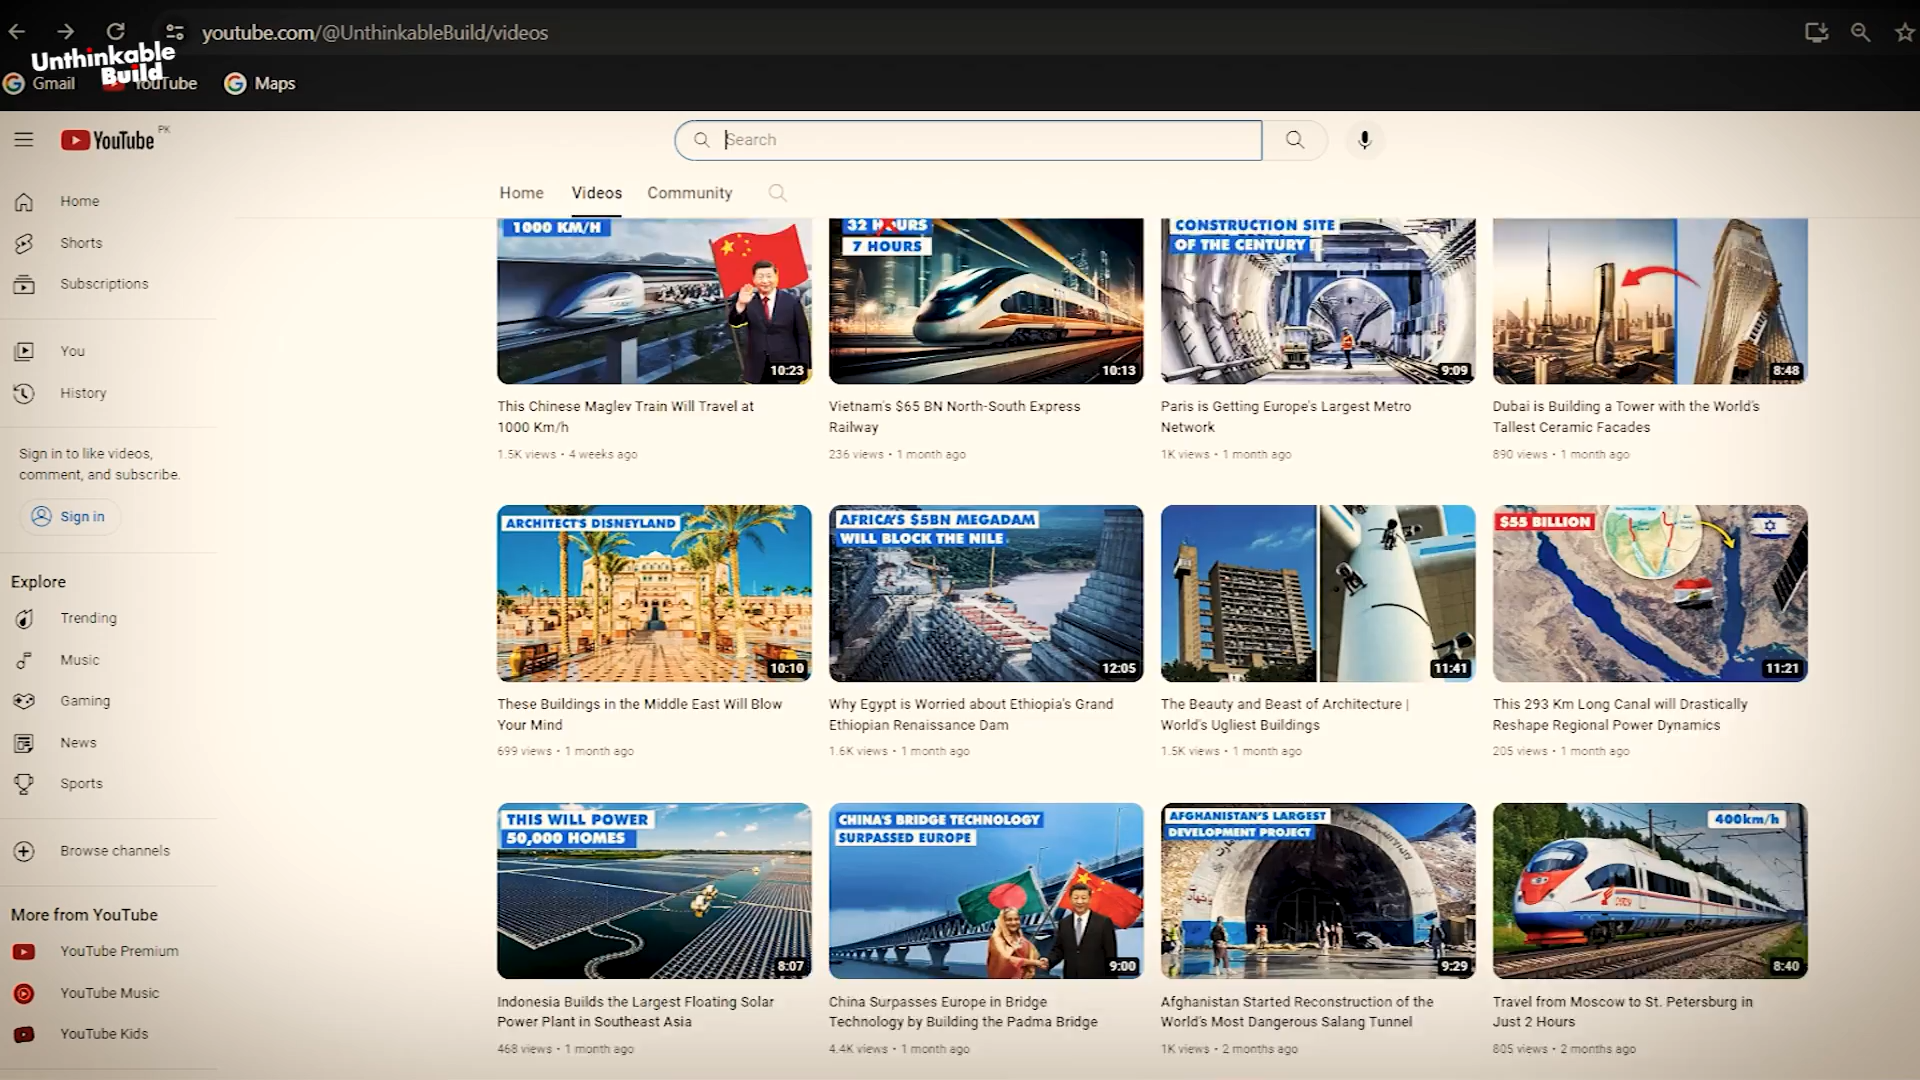 youtube.com/@UnthinkableBuild/videos
Unthinkable
Build
Gmail
YouTube
Maps
YouTube PK
Search
Home
Videos
Community
Home
Shorts
Subscriptions
You
History
Sign in to like videos,
comment, and subscribe.
Sign in
Explore
Trending
Music
Gaming
News
Sports
Browse channels
More from YouTube
YouTube Premium
YouTube Music
YouTube Kids
1000 KM/H
10:23
This Chinese Maglev Train Will Travel at
1000 Km/h
1.5K views • 4 weeks ago
32 HOURS
7 HOURS
10:13
Vietnam's $65 BN North-South Express
Railway
236 views • 1 month ago
CONSTRUCTION SITE
OF THE CENTURY
9:09
Paris is Getting Europe's Largest Metro
Network
1K views • 1 month ago
8:48
Dubai is Building a Tower with the World's
Tallest Ceramic Facades
890 views • 1 month ago
ARCHITECT'S DISNEYLAND
10:10
These Buildings in the Middle East Will Blow
Your Mind
699 views • 1 month ago
AFRICA'S $5BN MEGADAM
WILL BLOCK THE NILE
12:05
Why Egypt is Worried about Ethiopia's Grand
Ethiopian Renaissance Dam
1.6K views • 1 month ago
11:41
The Beauty and Beast of Architecture |
World's Ugliest Buildings
1.5K views • 1 month ago
$55 BILLION
11:21
This 293 Km Long Canal will Drastically
Reshape Regional Power Dynamics
205 views • 1 month ago
THIS WILL POWER
50,000 HOMES
8:07
Indonesia Builds the Largest Floating Solar
Power Plant in Southeast Asia
468 views • 1 month ago
CHINA'S BRIDGE TECHNOLOGY
SURPASSED EUROPE
9:00
China Surpasses Europe in Bridge
Technology by Building the Padma Bridge
4.4K views • 1 month ago
AFGHANISTAN'S LARGEST
DEVELOPMENT PROJECT
9:29
Afghanistan Started Reconstruction of the
World's Most Dangerous Salang Tunnel
1K views • 2 months ago
400km/h
8:40
Travel from Moscow to St. Petersburg in
Just 2 Hours
805 views • 2 months ago